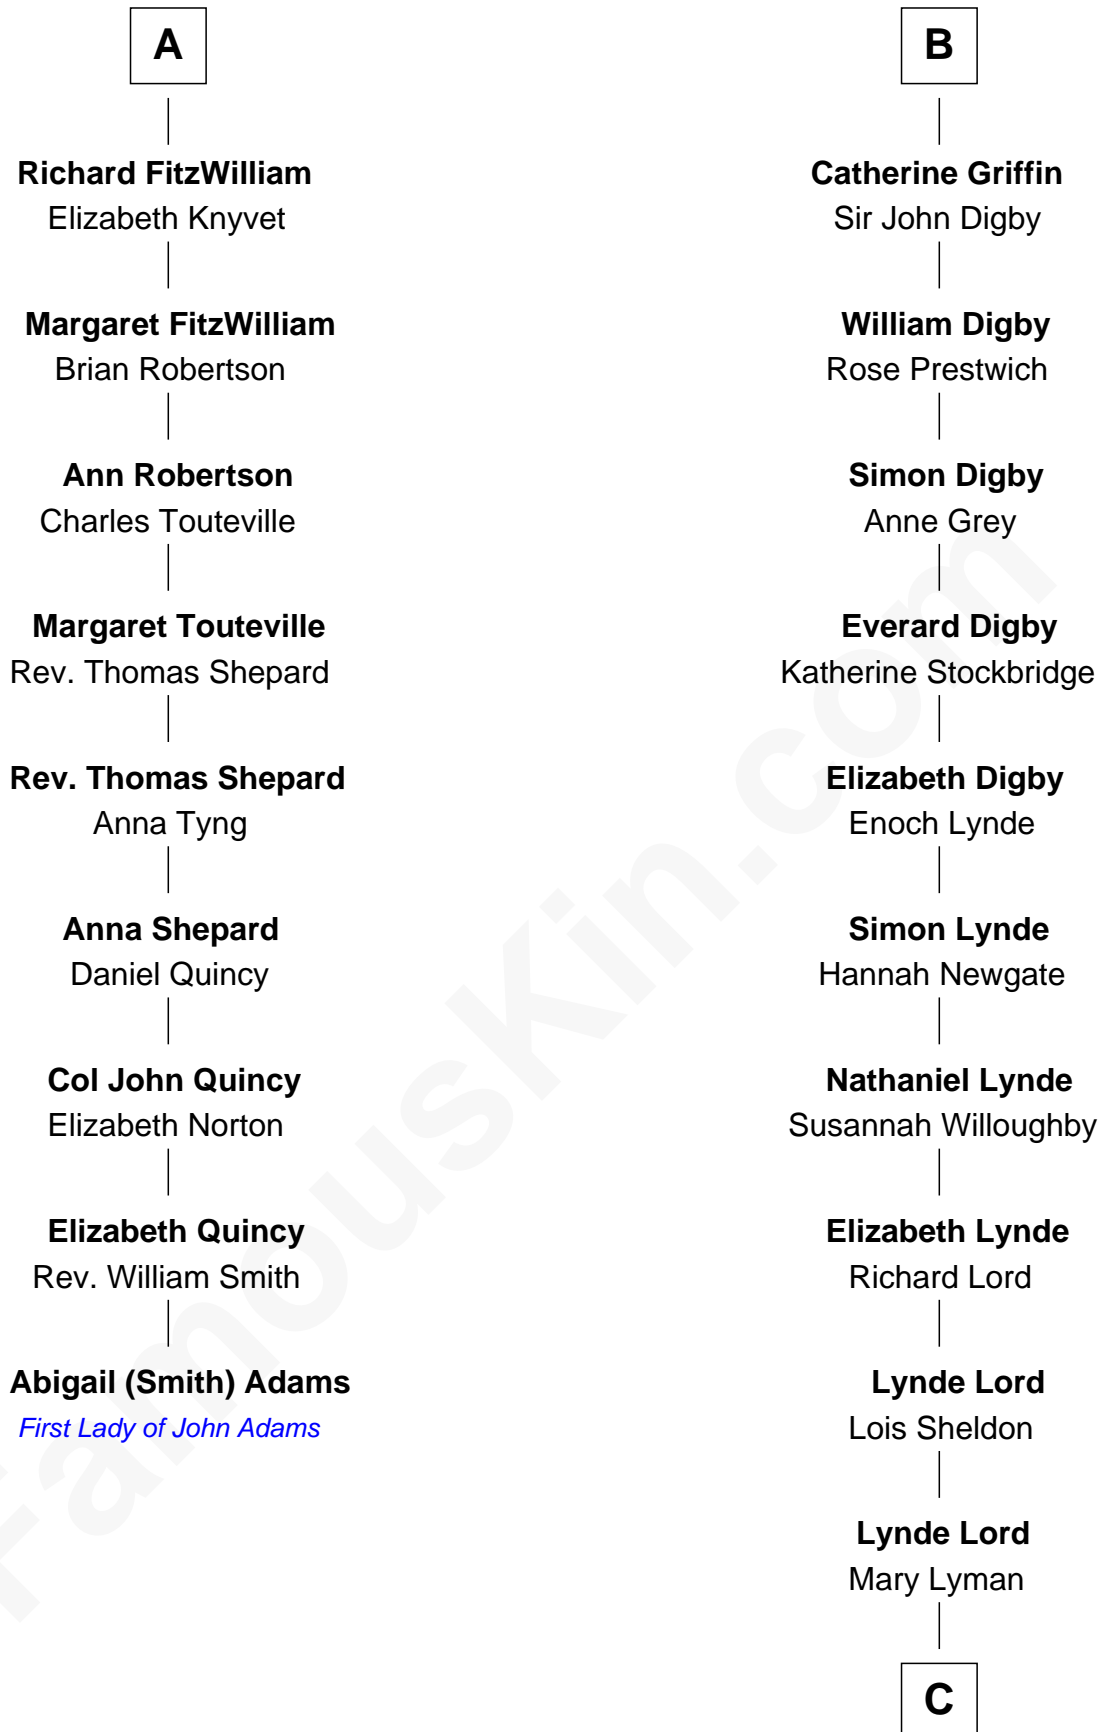 A
Richard FitzWilliam
Elizabeth Knyvet
Margaret FitzWilliam
Brian Robertson
Ann Robertson
Charles Touteville
Margaret Touteville
Rev. Thomas Shepard
Rev. Thomas Shepard
Anna Tyng
Anna Shepard
Daniel Quincy
Col John Quincy
Elizabeth Norton
Elizabeth Quincy
Rev. William Smith
Abigail (Smith) Adams
First Lady of John Adams
B
Catherine Griffin
Sir John Digby
William Digby
Rose Prestwich
Simon Digby
Anne Grey
Everard Digby
Katherine Stockbridge
Elizabeth Digby
Enoch Lynde
Simon Lynde
Hannah Newgate
Nathaniel Lynde
Susannah Willoughby
Elizabeth Lynde
Richard Lord
Lynde Lord
Lois Sheldon
Lynde Lord
Mary Lyman
C
FamousKin.com